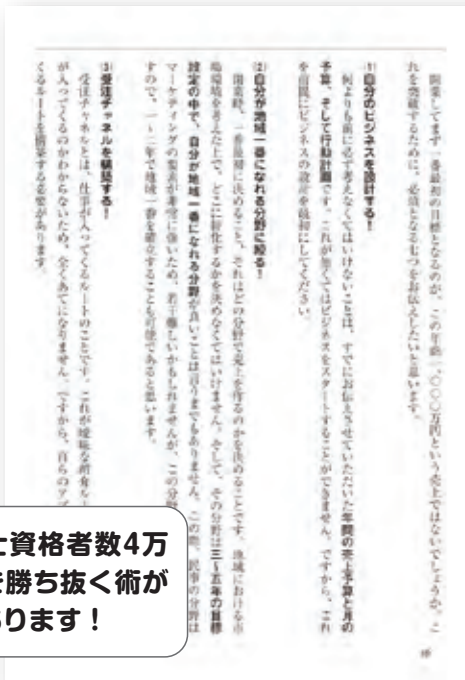 開業してまず一番最初の目標となるのが、この年商一、〇〇〇万円という売上ではないでしょうか。こ
れを突破するために、必須となる七つをお伝えしたいと思います。
(1)自分のビジネスを設計する！
何よりも前に必ず考えなくてはいけないことは、すでにお伝えさせていただいた年間の売上予算と月の
予算、そして行動計画です。これが無くてはビジネスをスタートすることができません。ですから、これ
を前提にビジネスの設計を最初にしてください。
(2)自分が地域一番になれる分野に絞る！
開業時、一番最初に決めること、それはどの分野で売上を作るのかを決めることです。地域における市
場環境を考えた上で、どこに特化するかを決めなくてはいけません。そして、その分野は三～五年の目標
設定の中で、自分が地域一番になれる分野が良いことは言うまでもありません。この際、民事の分野は
マーケティングの要素が非常に強いため、若干難しいかもしれませんが、この分野
すので、一～二年で地域一番を確立することも可能であると思います。
(3)受注チャネルを構築する！
受注チャネルとは、仕事が入ってくるルートのことです。これが曖昧な
が入ってくるのかわからないため、全くあてになりません。ですから、自らの
くるルートを構築する必要があります。
士資格者数4万
を勝ち抜く術が
あります！